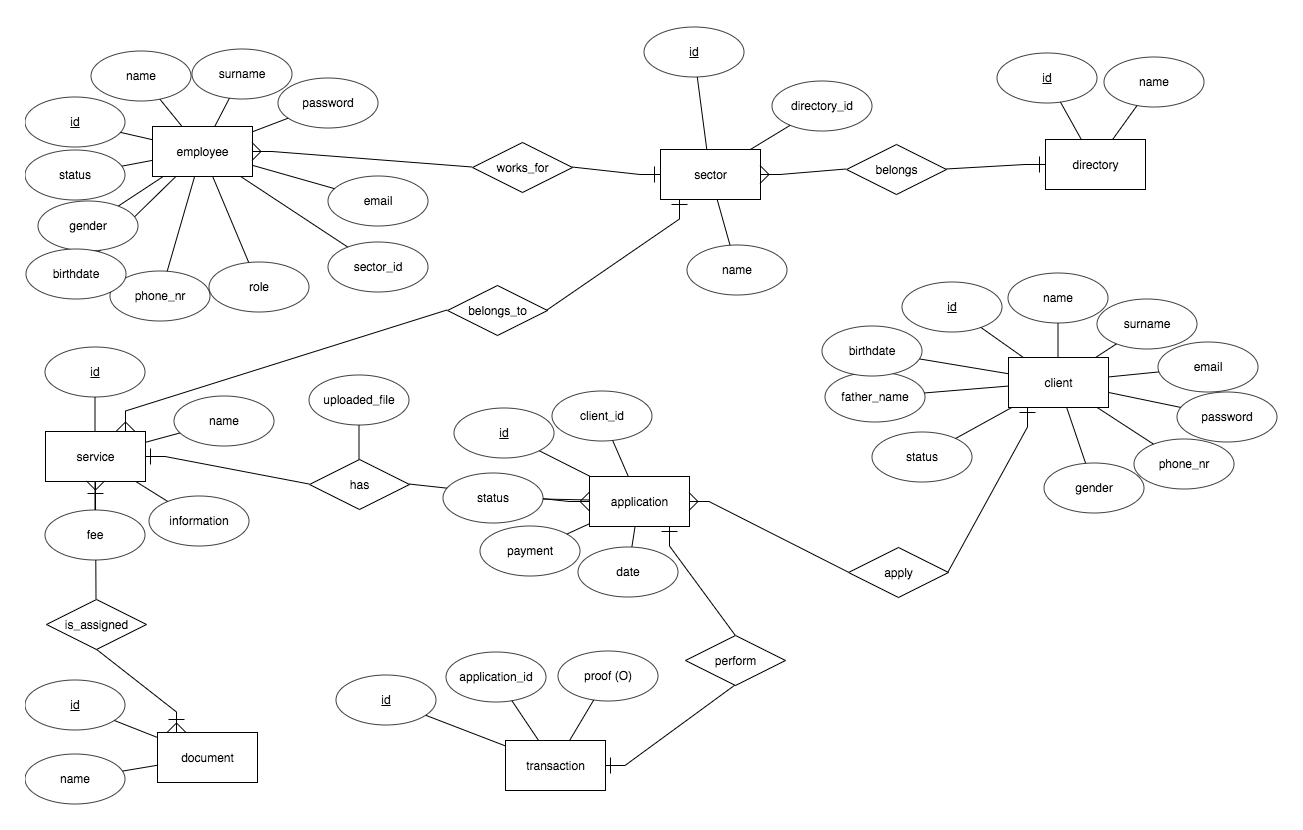 id
name
surname
password
id
status
gender
birthdate
phone_nr
role
sector_id
email
employee
works_for
sector
directory_id
name
belongs
id
name
directory
belongs_to
id
name
service
information
fee
uploaded_file
has
id
client_id
status
application
payment
date
id
name
surname
birthdate
father_name
client
email
password
status
gender
phone_nr
apply
is_assigned
perform
id
name
document
id
application_id
proof (O)
transaction